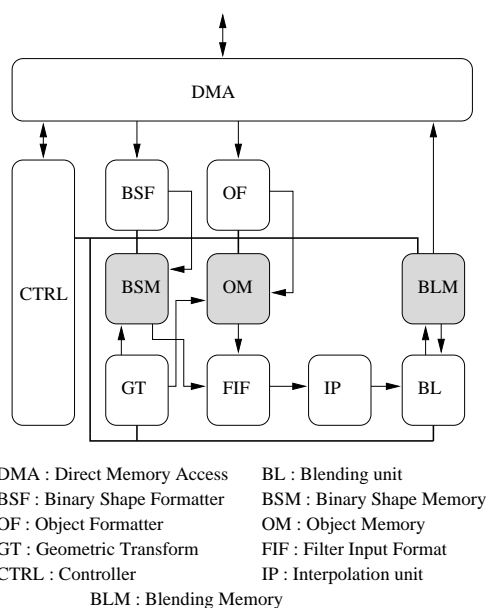 DMA
BSF
OF
CTRL
BSM
OM
BLM
GT
FIF
IP
BL
DMA : Direct Memory Access BL : Blending unit
BSF : Binary Shape Formatter BSM : Binary Shape Memory
OF : Object Formatter OM : Object Memory
GT : Geometric Transform FIF : Filter Input Format
CTRL : Controller IP : Interpolation unit
BLM : Blending Memory